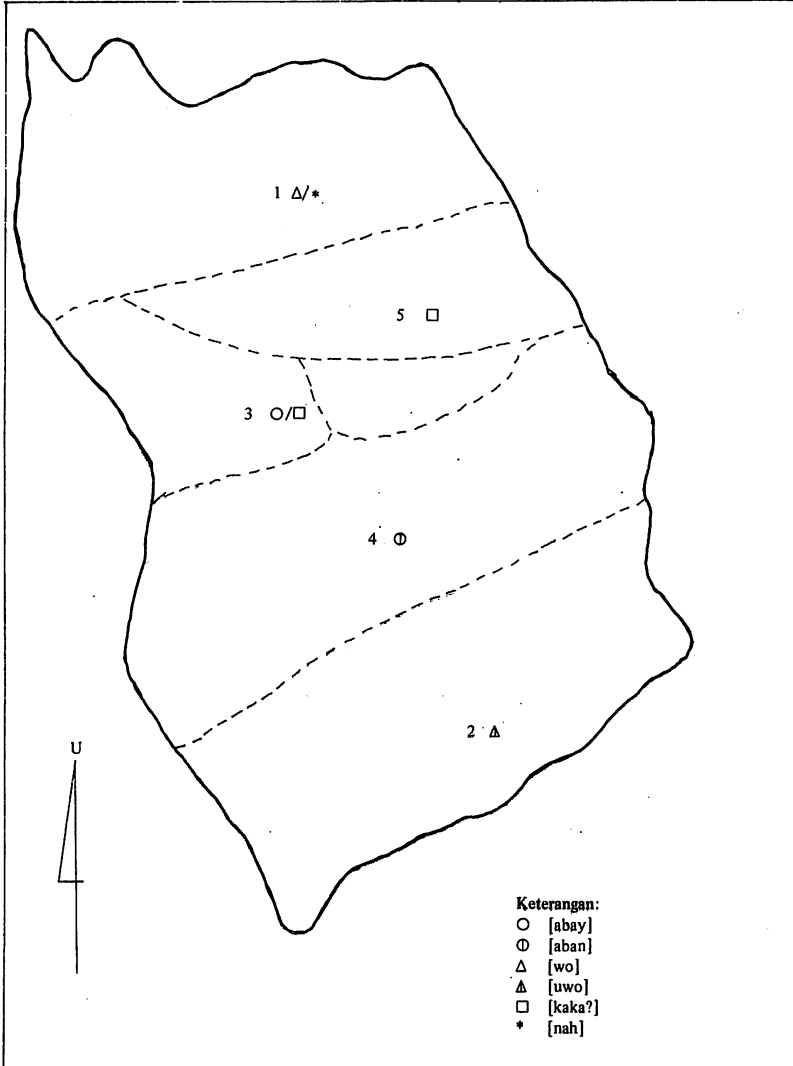 1 Δ/*
5 □
3 ○/□
4 ⦶
2 ◮
U
Keterangan:
○ [abay]
⦶ [aban]
Δ [wo]
◮ [uwo]
□ [kaka?]
* [nah]